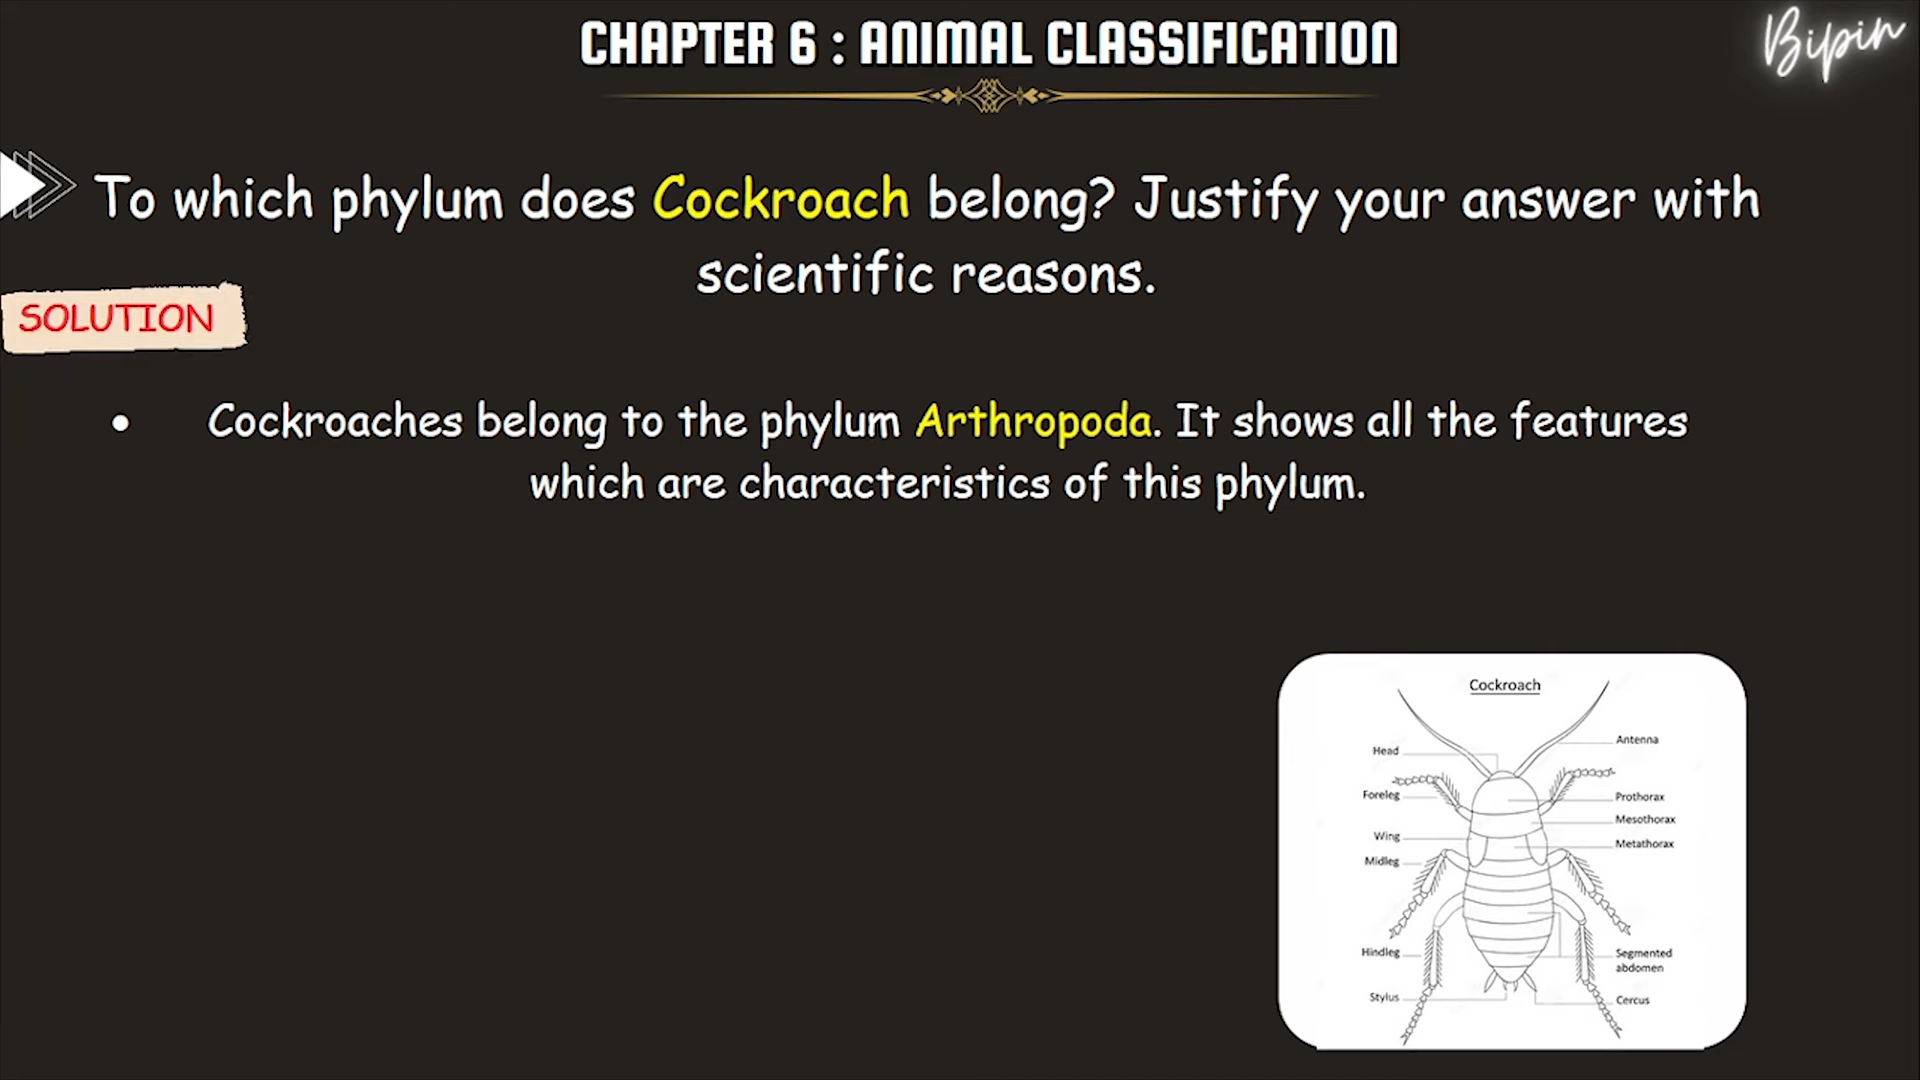 CHAPTER 6 : ANIMAL CLASSIFICATION
Bipin
To which phylum does Cockroach belong? Justify your answer with
scientific reasons.
SOLUTION
• Cockroaches belong to the phylum Arthropoda. It shows all the features
which are characteristics of this phylum.
Cockroach
Head
Antenna
Foreleg
Prothorax
Mesothorax
Wing
Metathorax
Midleg
Hindleg
Segmented
abdomen
Stylus
Cercus